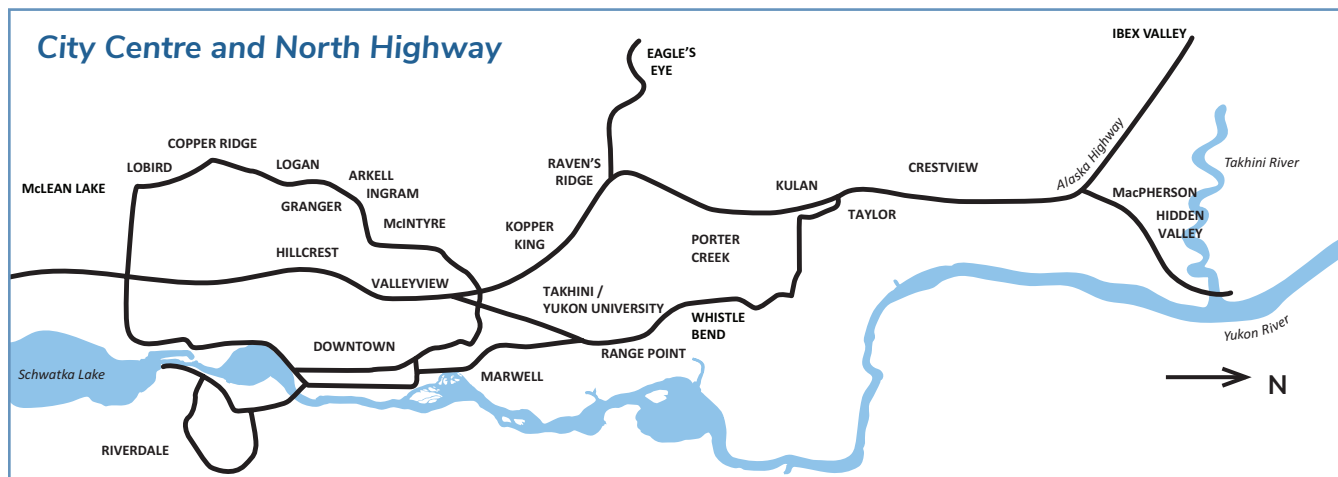 City Centre and North Highway
EAGLE'S
EYE
IBEX VALLEY
COPPER RIDGE
LOBIRD
LOGAN
McLEAN LAKE
ARKELL
INGRAM
GRANGER
McINTYRE
RAVEN'S
RIDGE
KOPPER
KING
KULAN
TAYLOR
CRESTVIEW
Alaska Highway
Takhini River
MacPHERSON
HIDDEN
VALLEY
PORTER
CREEK
HILLCREST
VALLEYVIEW
TAKHINI /
YUKON UNIVERSITY
WHISTLE
BEND
RANGE POINT
DOWNTOWN
MARWELL
Schwatka Lake
RIVERDALE
Yukon River
N